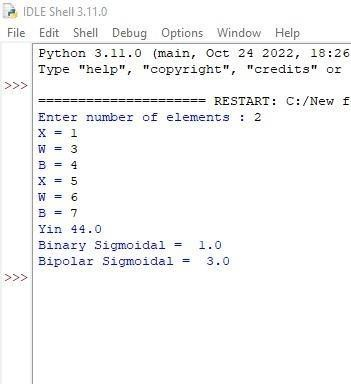 IDLE Shell 3.11.0
File Edit Shell Debug Options Window Help
Python 3.11.0 (main, Oct 24 2022, 18:26
Type "help", "copyright", "credits" or
>>>
===================== RESTART: C:/New f
Enter number of elements : 2
X = 1
W = 3
B = 4
X = 5
W = 6
B = 7
Yin 44.0
Binary Sigmoidal =  1.0
Bipolar Sigmoidal =  3.0
>>>